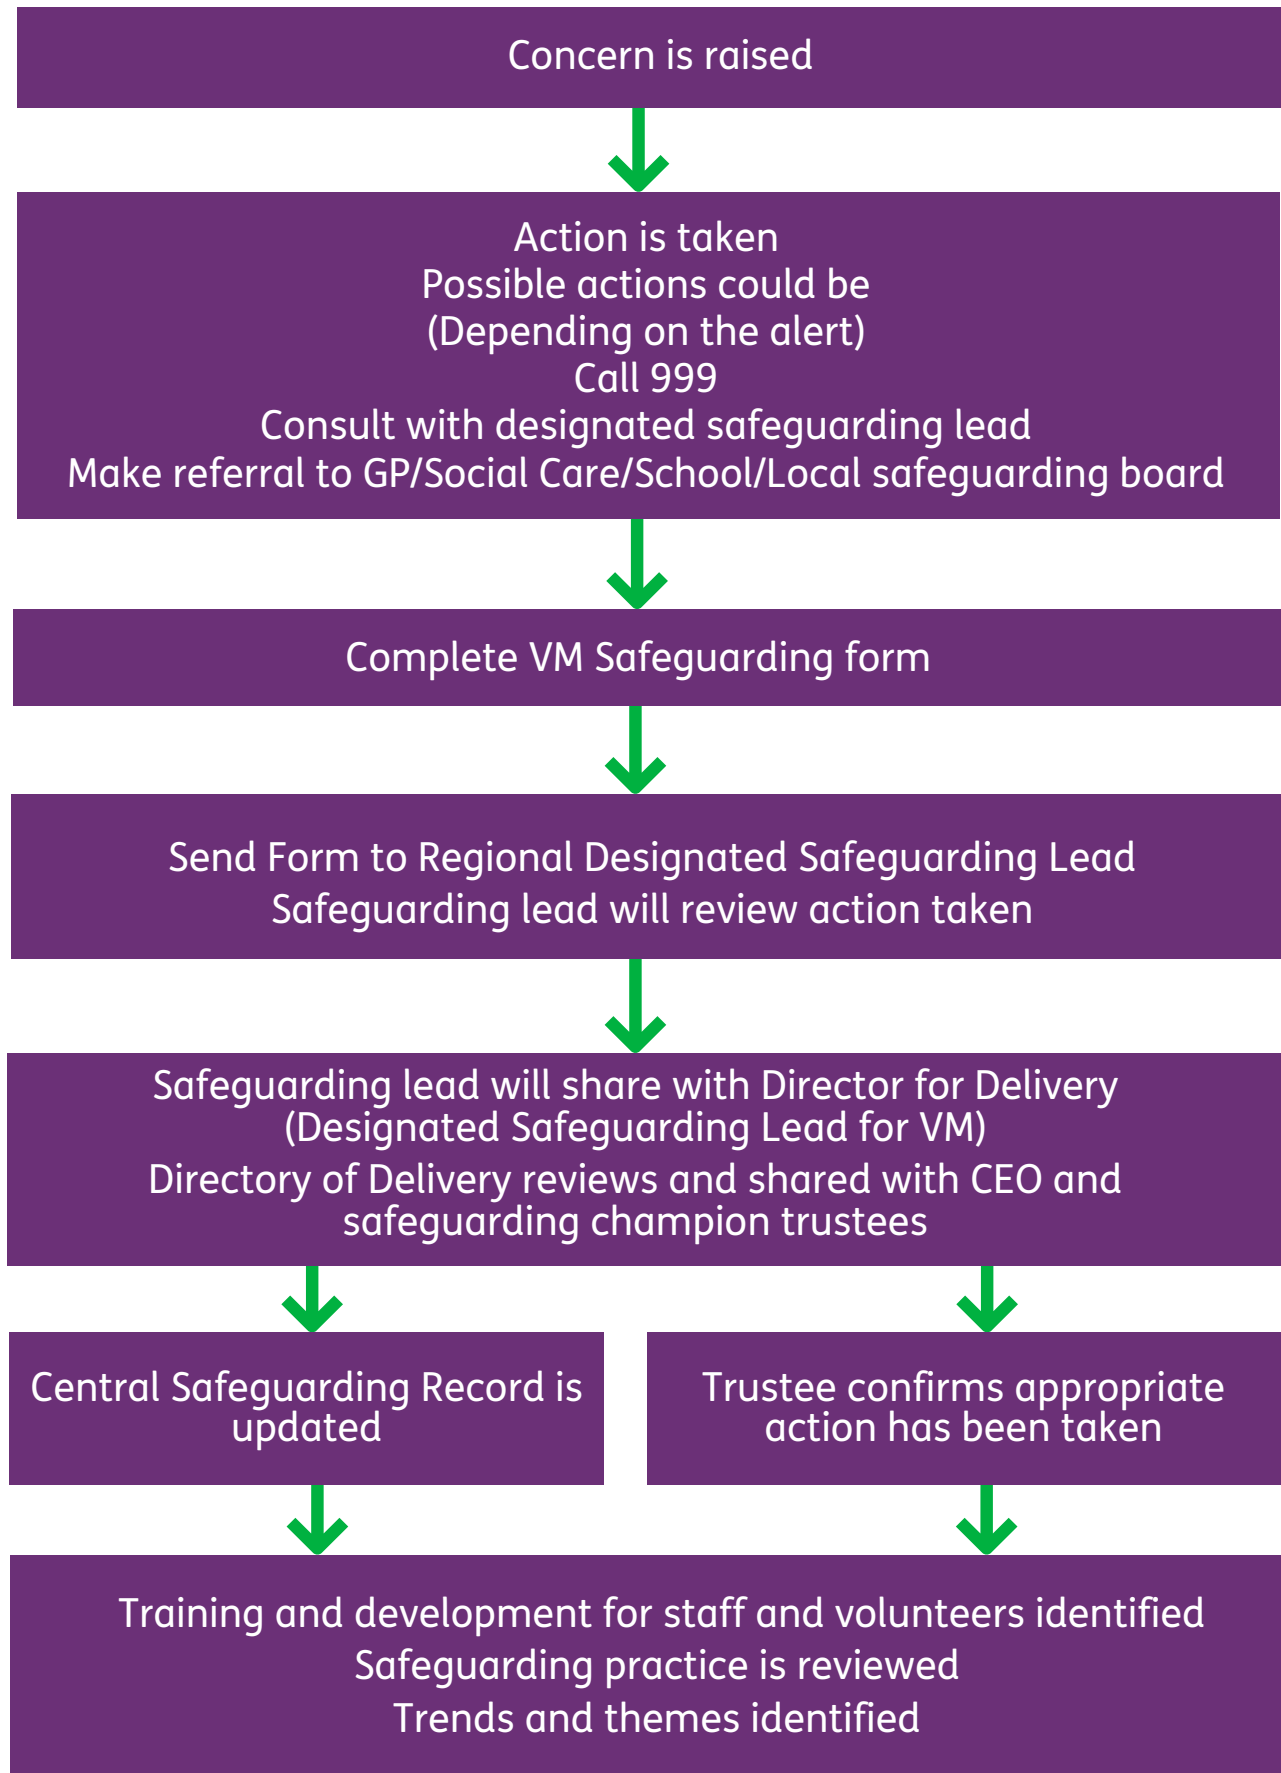 Concern is raised
Action is taken
Possible actions could be
(Depending on the alert)
Call 999
Consult with designated safeguarding lead
Make referral to GP/Social Care/School/Local safeguarding board
Complete VM Safeguarding form
Send Form to Regional Designated Safeguarding Lead
Safeguarding lead will review action taken
Safeguarding lead will share with Director for Delivery
(Designated Safeguarding Lead for VM)
Directory of Delivery reviews and shared with CEO and
safeguarding champion trustees
Central Safeguarding Record is
updated
Trustee confirms appropriate
action has been taken
Training and development for staff and volunteers identified
Safeguarding practice is reviewed
Trends and themes identified